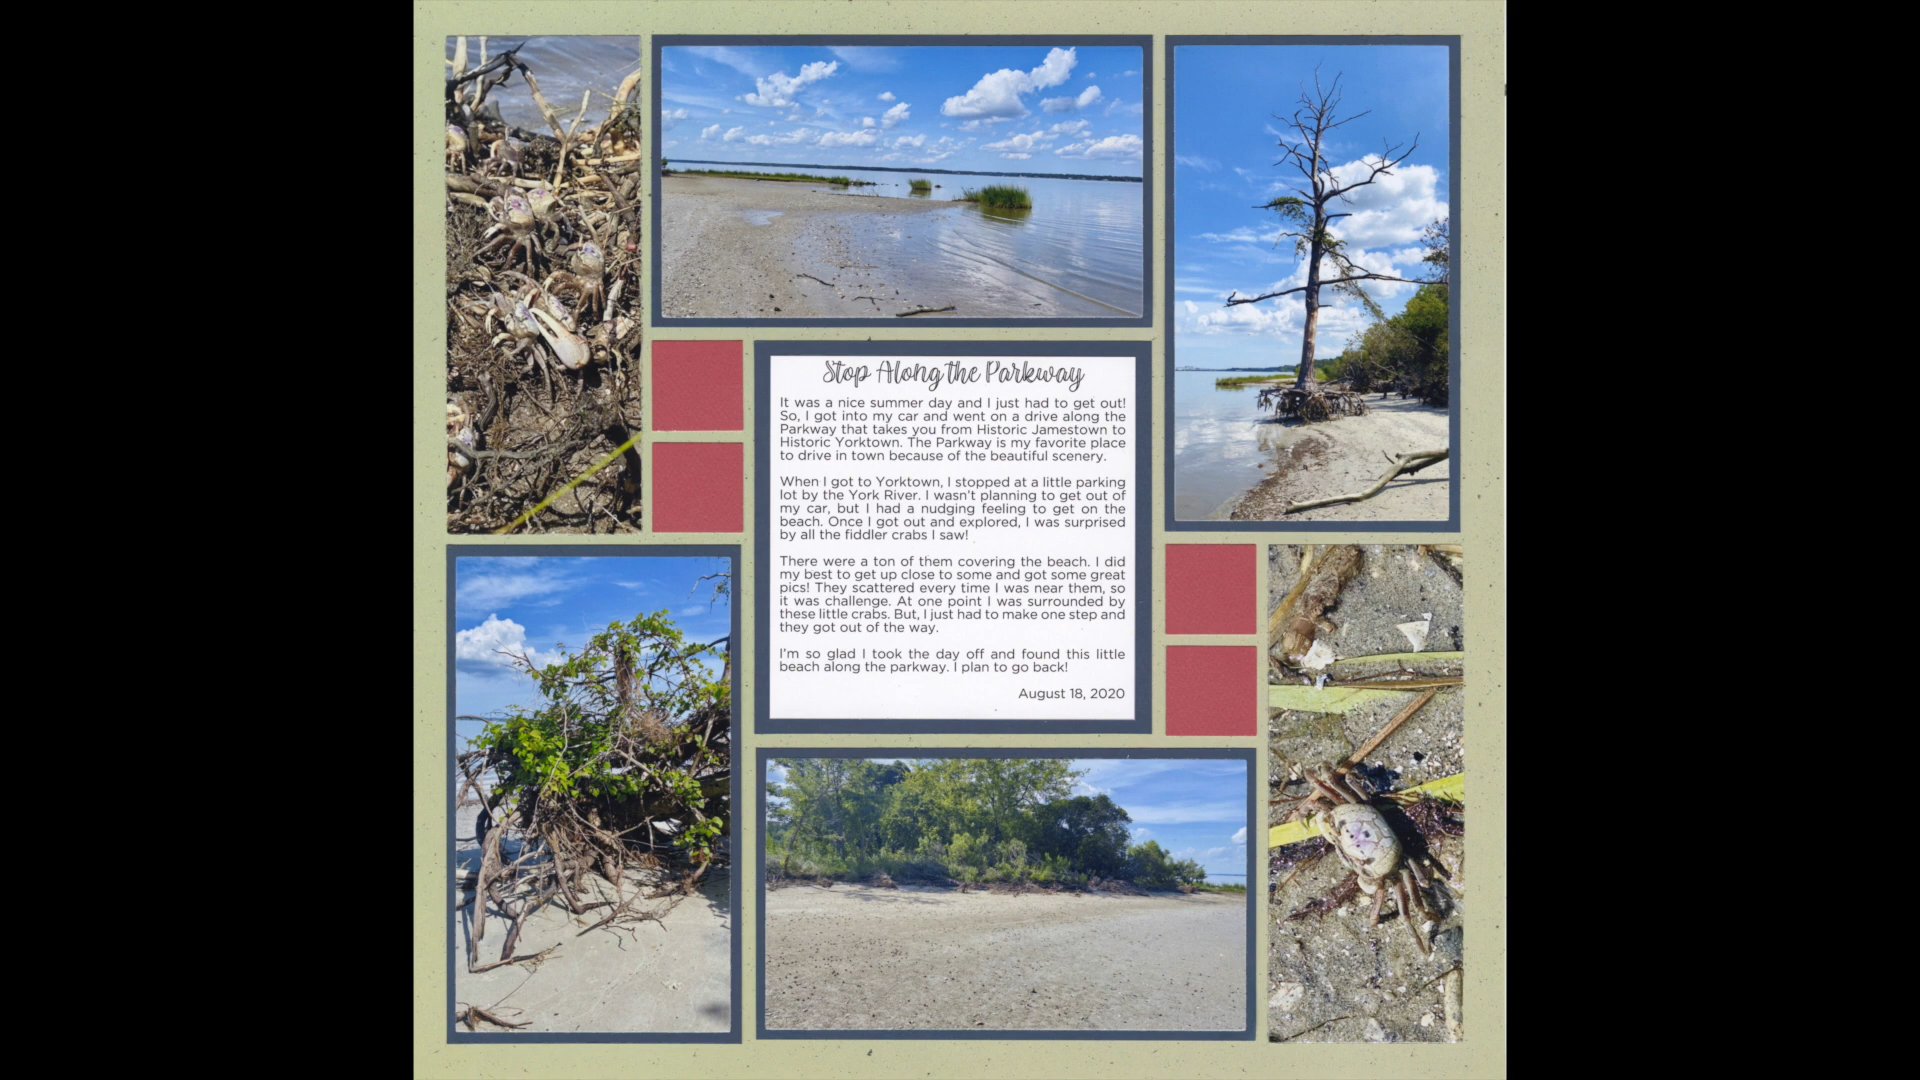 Stop Along the Parkway
It was a nice summer day and I just had to get out!
So, I got into my car and went on a drive along the
Parkway that takes you from Historic Jamestown to
Historic Yorktown. The Parkway is my favorite place
to drive in town because of the beautiful scenery.
When I got to Yorktown, I stopped at a little parking
lot by the York River. I wasn't planning to get out of
my car, but I had a nudging feeling to get on the
beach. Once I got out and explored, I was surprised
by all the fiddler crabs I saw!
There were a ton of them covering the beach. I did
my best to get up close to some and got some great
pics! They scattered every time I was near them, so
it was challenge. At one point I was surrounded by
these little crabs. But, I just had to make one step and
they got out of the way.
I'm so glad I took the day off and found this little
beach along the parkway. I plan to go back!
August 18, 2020